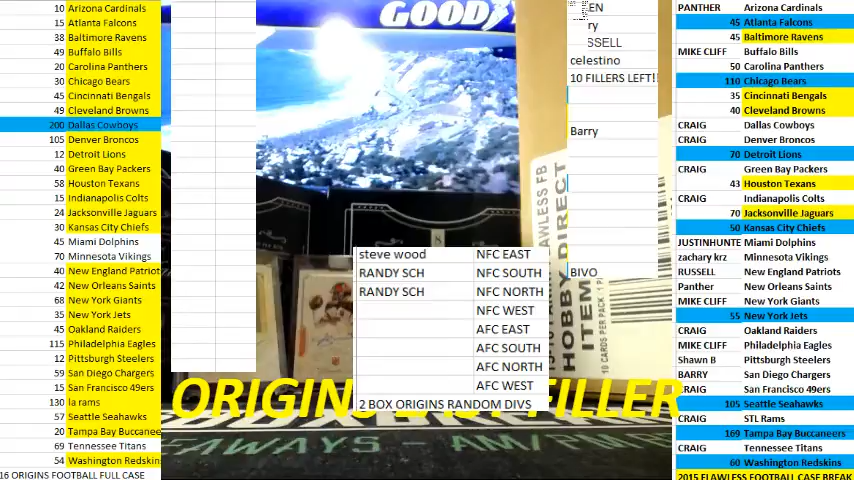 10 Arizona Cardinals
15 Atlanta Falcons
38 Baltimore Ravens
49 Buffalo Bills
20 Carolina Panthers
30 Chicago Bears
45 Cincinnati Bengals
49 Cleveland Browns
200 Dallas Cowboys
105 Denver Broncos
12 Detroit Lions
40 Green Bay Packers
58 Houston Texans
15 Indianapolis Colts
24 Jacksonville Jaguars
30 Kansas City Chiefs
45 Miami Dolphins
70 Minnesota Vikings
40 New England Patriot
42 New Orleans Saints
68 New York Giants
35 New York Jets
45 Oakland Raiders
115 Philadelphia Eagles
12 Pittsburgh Steelers
59 San Diego Chargers
15 San Francisco 49ers
130 la rams
57 Seattle Seahawks
20 Tampa Bay Buccanee
69 Tennessee Titans
54 Washington Redskin
16 ORIGINS FOOTBALL FULL CASE
GOOD
EN
ry
SSELL
celestino
10 FILLERS LEFT!!
Barry
BIVO
steve wood NFC EAST
RANDY SCH NFC SOUTH
RANDY SCH NFC NORTH
NFC WEST
AFC EAST
AFC SOUTH
AFC NORTH
AFC WEST
2 BOX ORIGINS RANDOM DIVS
HOBBY DIRECT
ITEM
10 CARDS PER PACK
ORIGINS FILLER
PANTHER Arizona Cardinals
45 Atlanta Falcons
45 Baltimore Ravens
MIKE CLIFF Buffalo Bills
50 Carolina Panthers
110 Chicago Bears
35 Cincinnati Bengals
40 Cleveland Browns
CRAIG Dallas Cowboys
CRAIG Denver Broncos
70 Detroit Lions
CRAIG Green Bay Packers
43 Houston Texans
CRAIG Indianapolis Colts
70 Jacksonville Jaguars
50 Kansas City Chiefs
JUSTINHUNTE Miami Dolphins
zachary krz Minnesota Vikings
RUSSELL New England Patriots
Panther New Orleans Saints
MIKE CLIFF New York Giants
55 New York Jets
CRAIG Oakland Raiders
MIKE CLIFF Philadelphia Eagles
Shawn B Pittsburgh Steelers
BARRY San Diego Chargers
CRAIG San Francisco 49ers
105 Seattle Seahawks
CRAIG STL Rams
169 Tampa Bay Buccaneers
CRAIG Tennessee Titans
60 Washington Redskins
2015 FLAWLESS FOOTBALL CASE BREAK